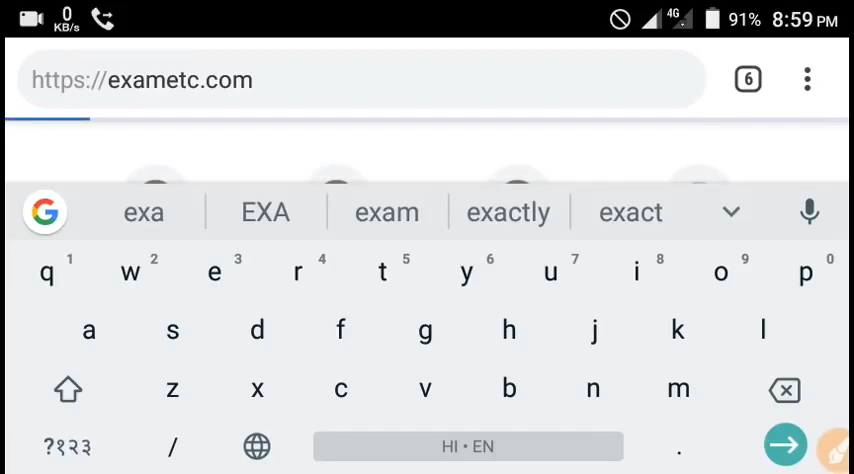 0 KB/s 4G 91% 8:59 PM
https://exametc.com 6
exa EXA exam exactly exact
q 1 w 2 e 3 r 4 t 5 y 6 u 7 i 8 o 9 p 0
a s d f g h j k l
z x c v b n m
?१२३ / HI • EN .